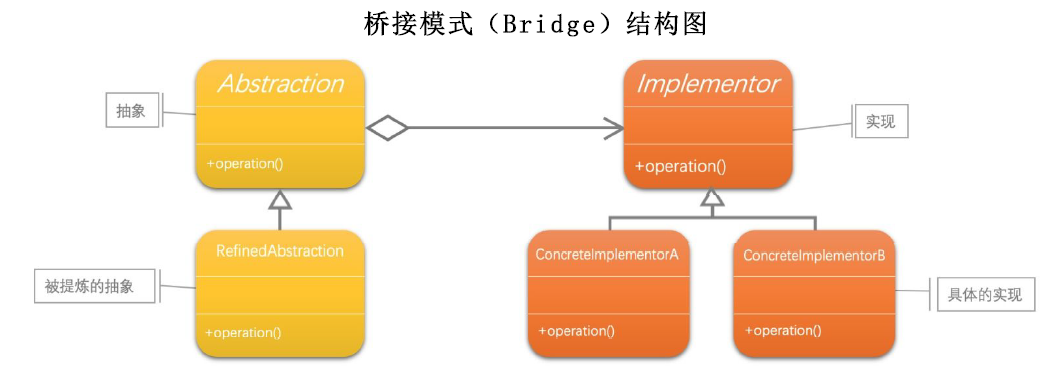 桥接模式（Bridge）结构图
Abstraction
Implementor
抽象
实现
+operation()
+operation()
RefinedAbstraction
ConcreteImplementorA
ConcreteImplementorB
被提炼的抽象
具体的实现
+operation()
+operation()
+operation()